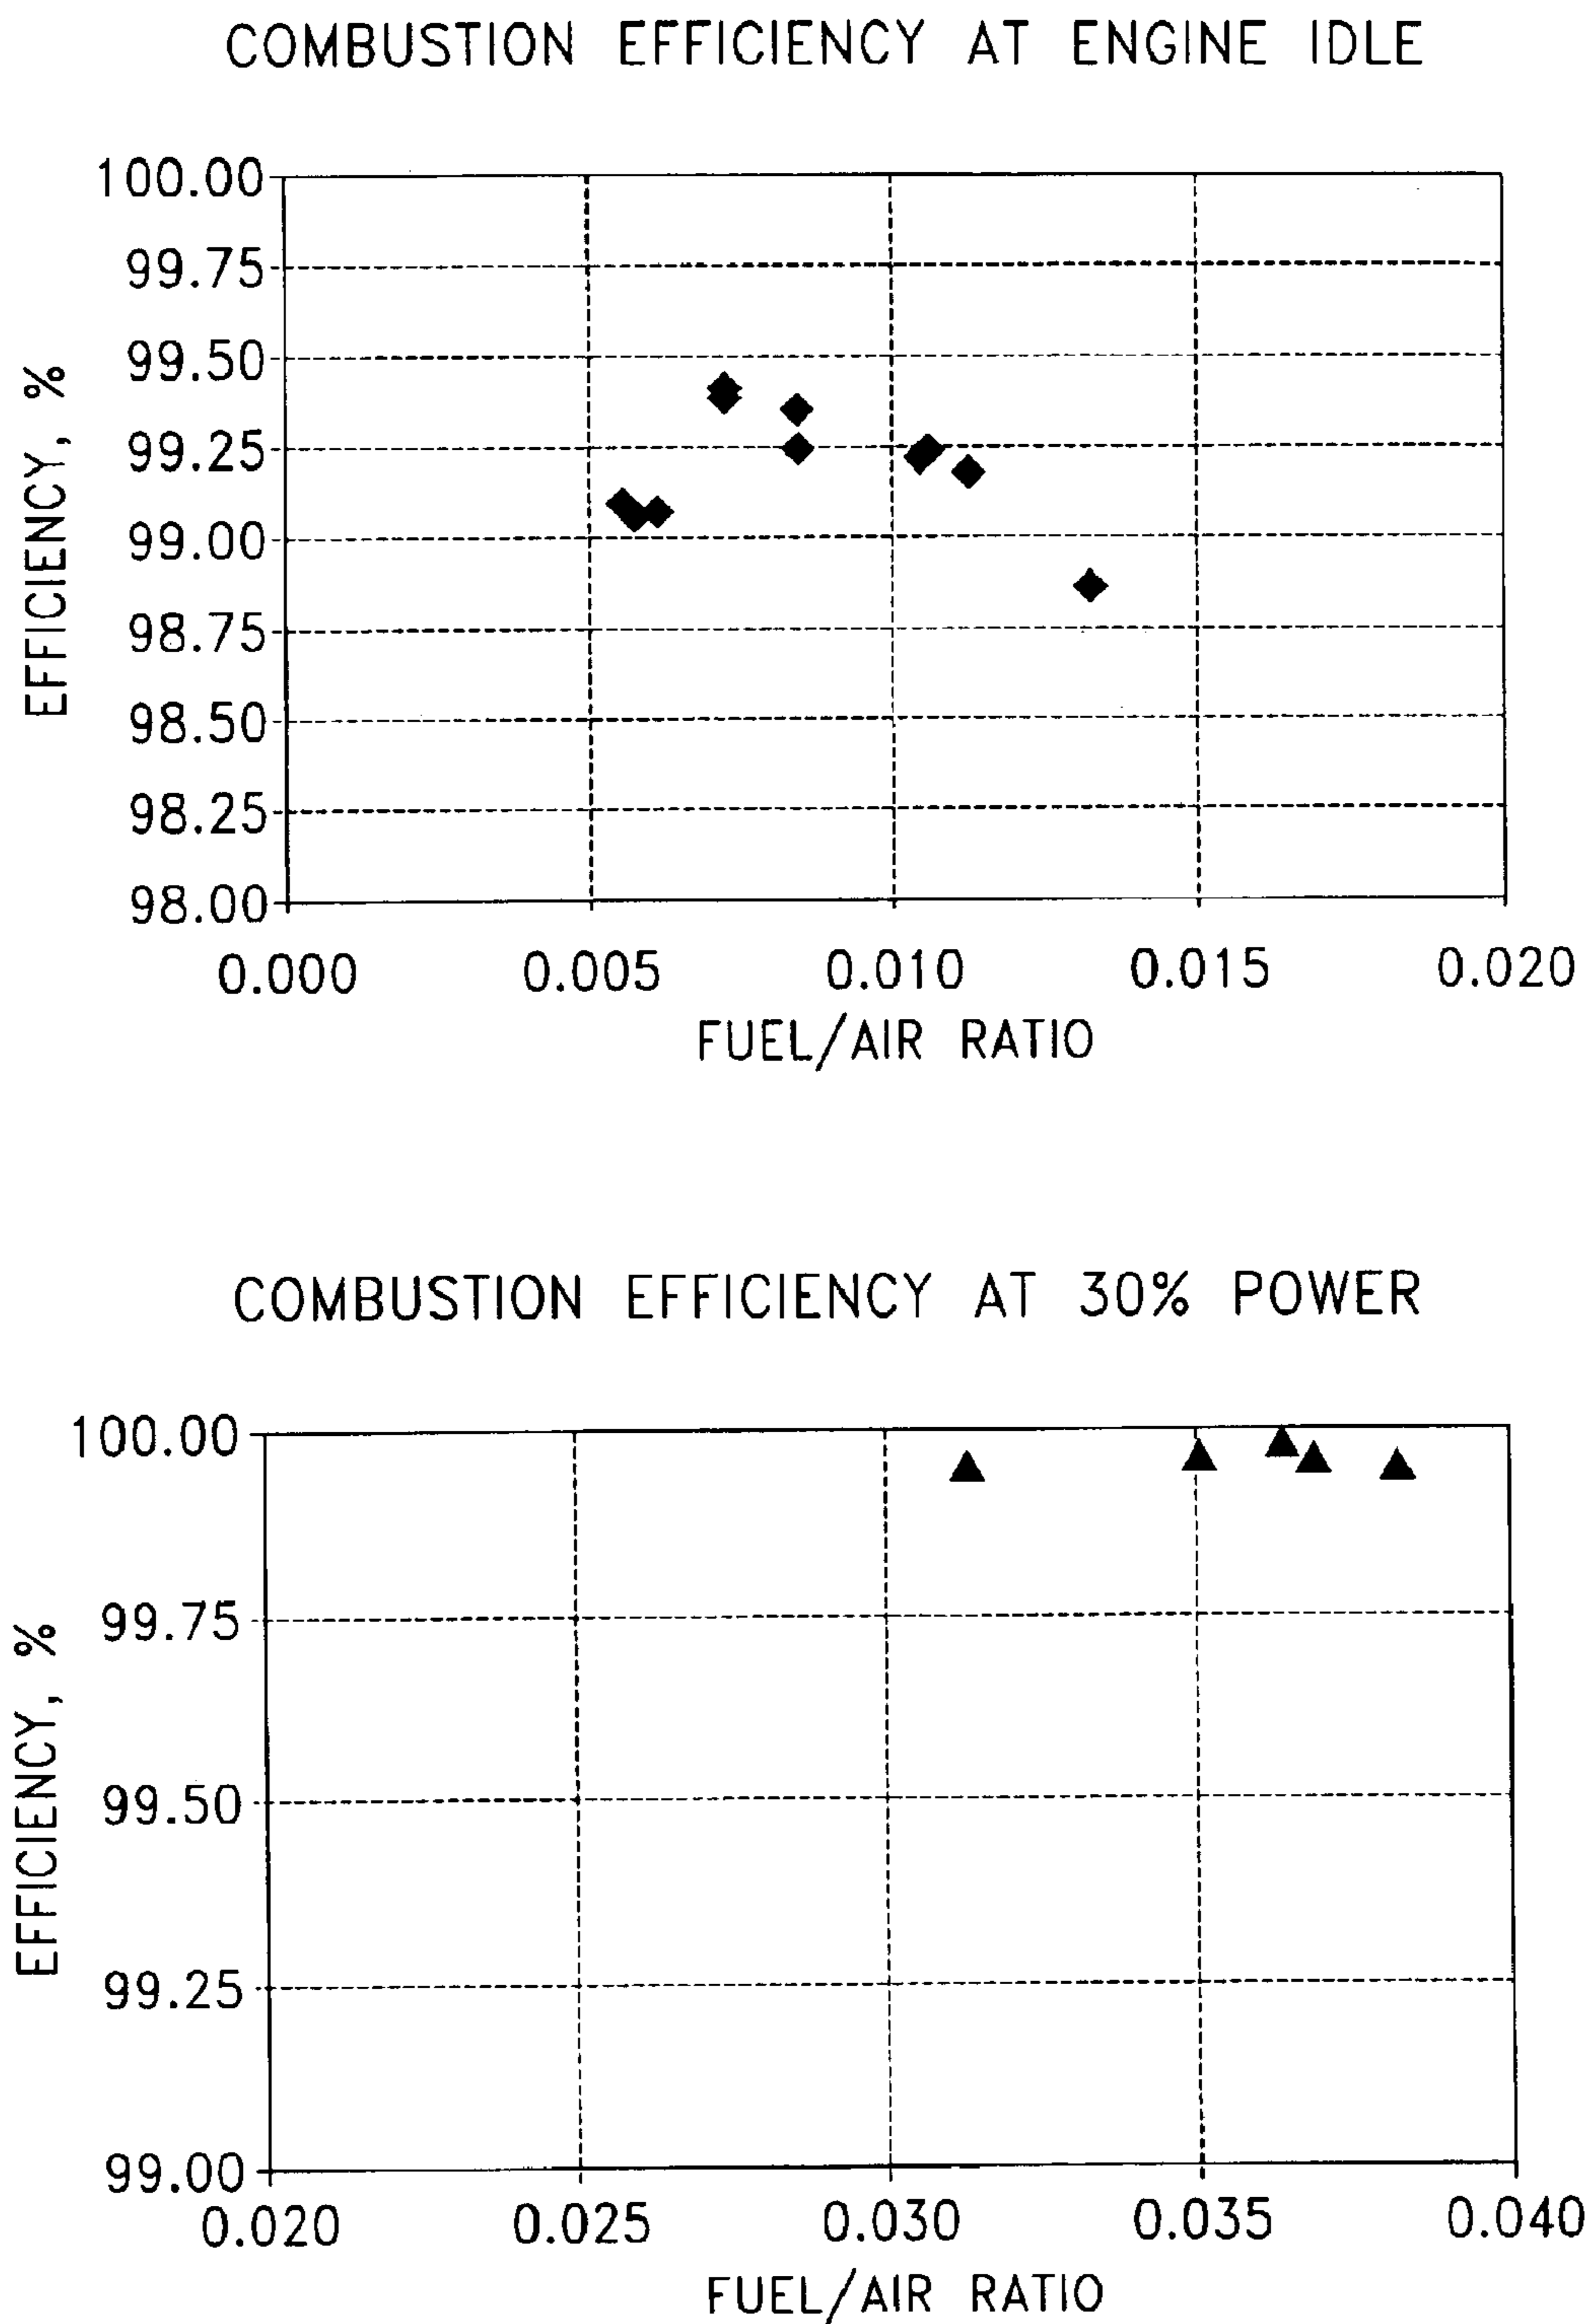 COMBUSTION EFFICIENCY AT ENGINE IDLE
100.00
99.75
99.50
99.25
99.00
98.75
98.50
98.25
98.00
EFFICIENCY, %
0.000 0.005 0.010 0.015 0.020
FUEL/AIR RATIO
COMBUSTION EFFICIENCY AT 30% POWER
100.00
99.75
99.50
99.25
99.00
EFFICIENCY, %
0.020 0.025 0.030 0.035 0.040
FUEL/AIR RATIO